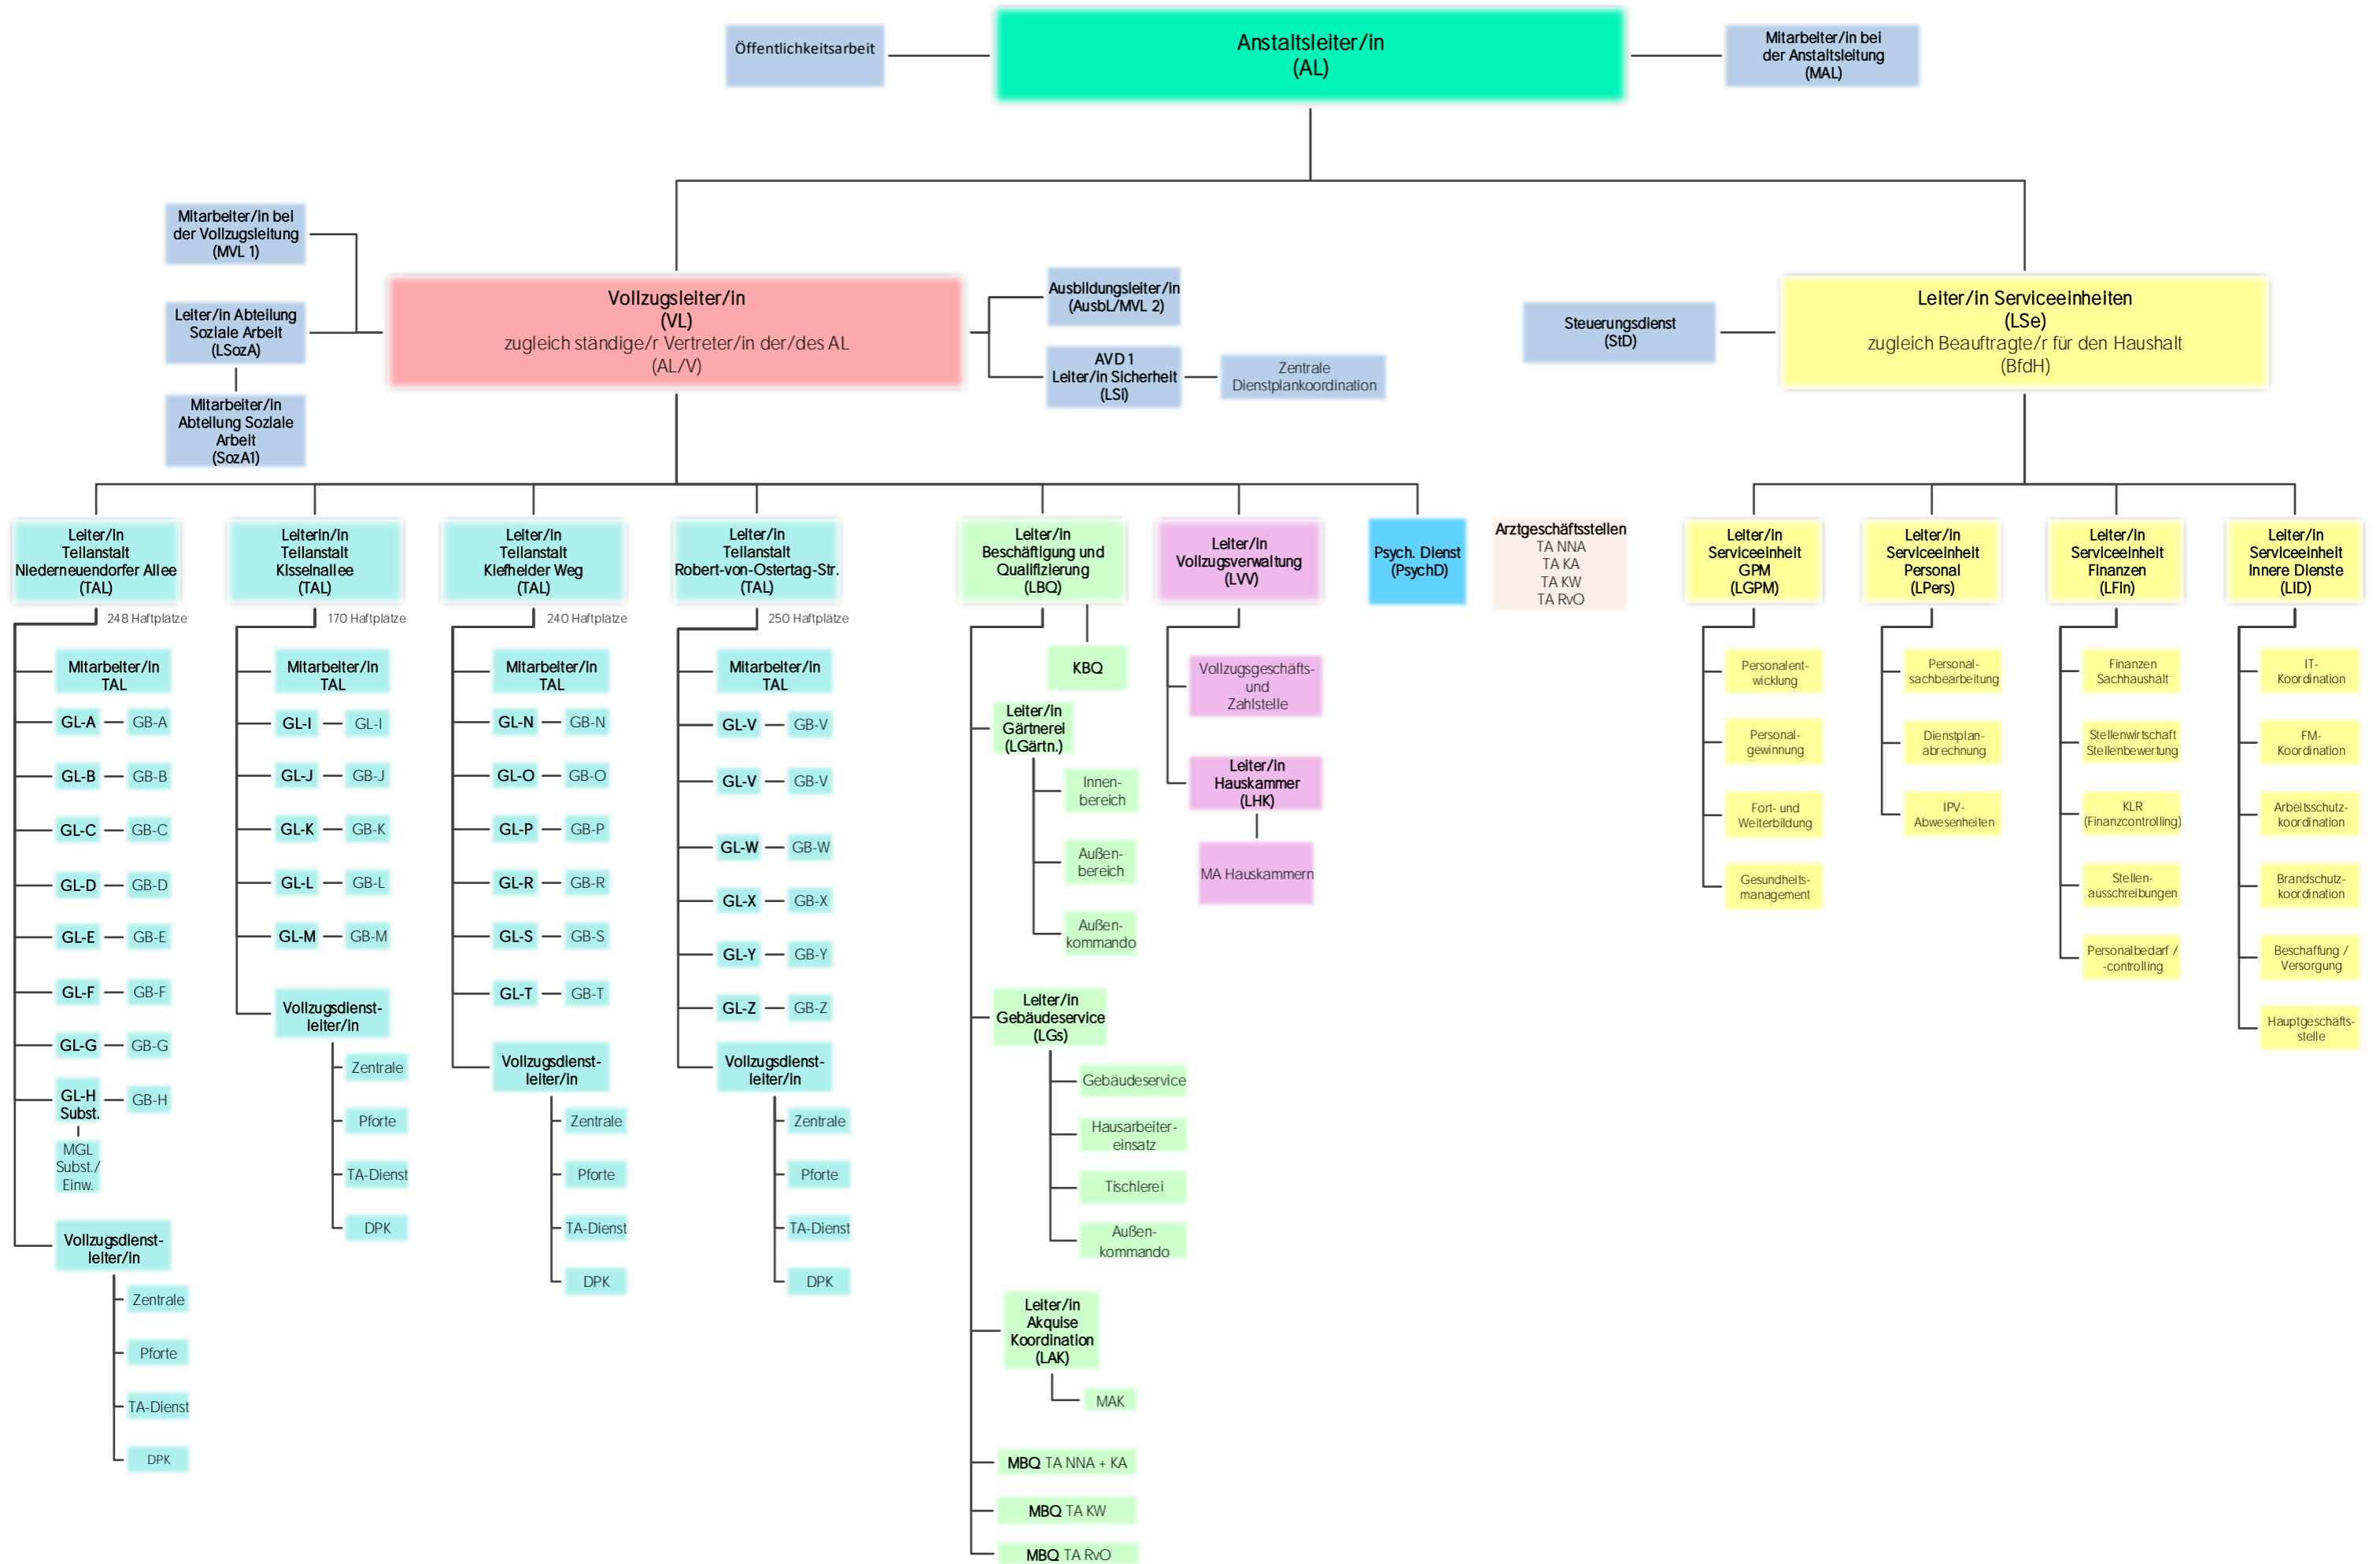 Öffentlichkeitsarbeit
Anstaltsleiter/in
(AL)
Mitarbeiter/in bei
der Anstaltsleitung
(MAL)
Mitarbeiter/in bei
der Vollzugsleitung
(MVL 1)
Leiter/in Abteilung
Soziale Arbeit
(LSozA)
Mitarbeiter/in
Abteilung Soziale
Arbeit
(SozA1)
Vollzugsleiter/in
(VL)
zugleich ständige/r Vertreter/in der/des AL
(AL/V)
Ausbildungsleiter/in
(AusbL/MVL 2)
AVD 1
Leiter/in Sicherheit
(LSI)
Zentrale
Dienstplankoordination
Steuerungsdienst
(StD)
Leiter/in Serviceeinheiten
(LSe)
zugleich Beauftragte/r für den Haushalt
(BfdH)
Leiter/in
Teilanstalt
Niederneuendorfer Allee
(TAL)
248 Haftplätze
Mitarbeiter/in
TAL
GL-A
GB-A
GL-B
GB-B
GL-C
GB-C
GL-D
GB-D
GL-E
GB-E
GL-F
GB-F
GL-G
GB-G
GL-H
Subst.
GB-H
MGL
Subst./
Einw.
Vollzugsdienst-
leiter/in
Zentrale
Pforte
TA-Dienst
DPK
Leiterin/in
Teilanstalt
Kisselnallee
(TAL)
170 Haftplätze
Mitarbeiter/in
TAL
GL-I
GL-I
GL-J
GB-J
GL-K
GB-K
GL-L
GB-L
GL-M
GB-M
Vollzugsdienst-
leiter/in
Zentrale
Pforte
TA-Dienst
DPK
Leiter/in
Teilanstalt
Kiefheider Weg
(TAL)
240 Haftplätze
Mitarbeiter/in
TAL
GL-N
GB-N
GL-O
GB-O
GL-P
GB-P
GL-R
GB-R
GL-S
GB-S
GL-T
GB-T
Vollzugsdienst-
leiter/in
Zentrale
Pforte
TA-Dienst
DPK
Leiter/in
Teilanstalt
Robert-von-Ostertag-Str.
(TAL)
250 Haftplätze
Mitarbeiter/in
TAL
GL-V
GB-V
GL-V
GB-V
GL-W
GB-W
GL-X
GB-X
GL-Y
GB-Y
GL-Z
GB-Z
Vollzugsdienst-
leiter/in
Zentrale
Pforte
TA-Dienst
DPK
Leiter/in
Beschäftigung und
Qualifizierung
(LBQ)
KBQ
Leiter/in
Gärtnerei
(LGärtn.)
Innen-
bereich
Außen-
bereich
Außen-
kommando
Leiter/in
Gebäudeservice
(LGs)
Gebäudeservice
Hausarbeiter-
einsatz
Tischlerei
Außen-
kommando
Leiter/in
Akquise
Koordination
(LAK)
MAK
MBQ TA NNA + KA
MBQ TA KW
MBQ TA RvO
Leiter/in
Vollzugsverwaltung
(LVV)
Vollzugsgeschäfts-
und
Zahlstelle
Leiter/in
Hauskammer
(LHK)
MA Hauskammern
Psych. Dienst
(PsychD)
Arztgeschäftsstellen
TA NNA
TA KA
TA KW
TA RvO
Leiter/in
Serviceeinheit
GPM
(LGPM)
Personalent-
wicklung
Personal-
gewinnung
Fort- und
Weiterbildung
Gesundheits-
management
Leiter/in
Serviceeinheit
Personal
(LPers)
Personal-
sachbearbeitung
Dienstplan-
abrechnung
IPV-
Abwesenheiten
Leiter/in
Serviceeinheit
Finanzen
(LFin)
Finanzen
Sachhaushalt
Stellenwirtschaft
Stellenbewertung
KLR
(Finanzcontrolling)
Stellen-
ausschreibungen
Personalbedarf /
-controlling
Leiter/in
Serviceeinheit
Innere Dienste
(LID)
IT-
Koordination
FM-
Koordination
Arbeitsschutz-
koordination
Brandschutz-
koordination
Beschaffung /
Versorgung
Hauptgeschäfts-
stelle